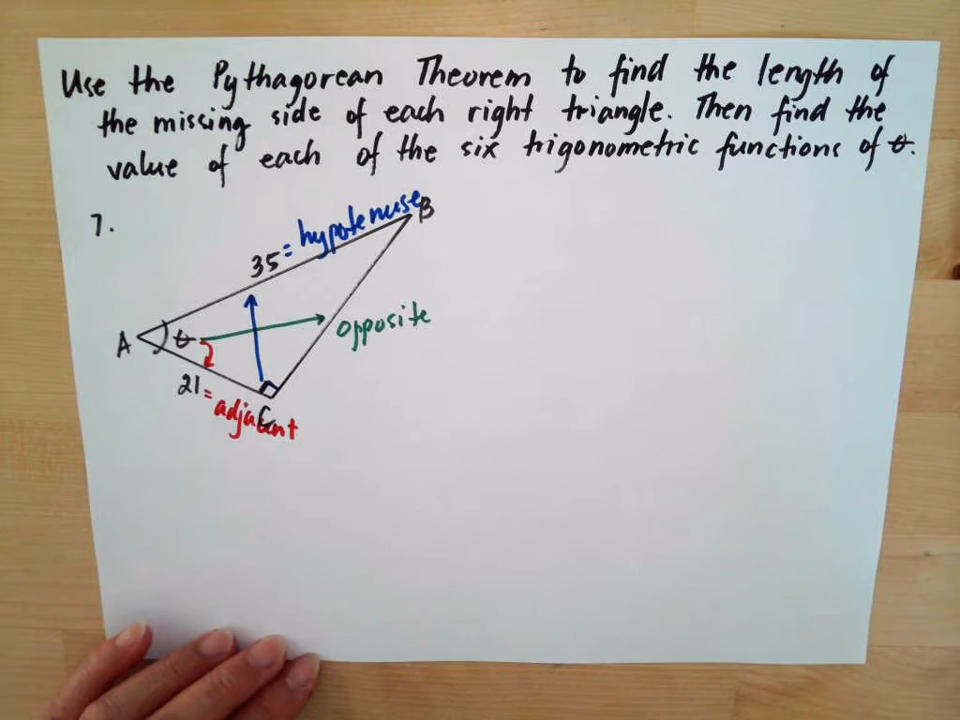 Use the Pythagorean Theorem to find the length of
the missing side of each right triangle. Then find the
value of each of the six trigonometric functions of θ.
7.
35 = hypotenuse
B
A
θ
opposite
21 = adjacent
C